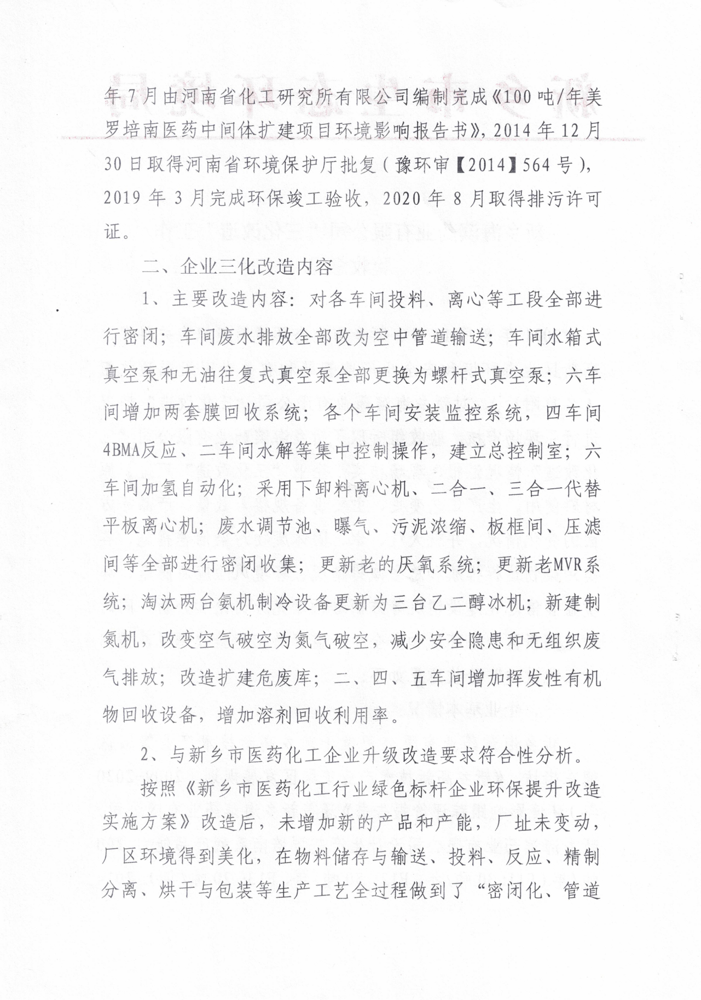 年7月由河南省化工研究所有限公司编制完成《100吨/年美
罗培南医药中间体扩建项目环境影响报告书》，2014年12月
30日取得河南省环境保护厅批复（豫环审【2014】564号），
2019年3月完成环保竣工验收，2020年8月取得排污许可
证。
二、企业三化改造内容
1、主要改造内容：对各车间投料、离心等工段全部进
行密闭；车间废水排放全部改为空中管道输送；车间水箱式
真空泵和无油往复式真空泵全部更换为螺杆式真空泵；六车
间增加两套膜回收系统；各个车间安装监控系统，四车间
4BMA反应、二车间水解等集中控制操作，建立总控制室；六
车间加氢自动化；采用下卸料离心机、二合一、三合一代替
平板离心机；废水调节池、曝气、污泥浓缩、板框间、压滤
间等全部进行密闭收集；更新老的厌氧系统；更新老MVR系
统；淘汰两台氨机制冷设备更新为三台乙二醇冰机；新建制
氮机，改变空气破空为氮气破空，减少安全隐患和无组织废
气排放；改造扩建危废库；二、四、五车间增加挥发性有机
物回收设备，增加溶剂回收利用率。
2、与新乡市医药化工企业升级改造要求符合性分析。
按照《新乡市医药化工行业绿色标杆企业环保提升改造
实施方案》改造后，未增加新的产品和产能，厂址未变动，
厂区环境得到美化，在物料储存与输送、投料、反应、精制
分离、烘干与包装等生产工艺全过程做到了“密闭化、管道